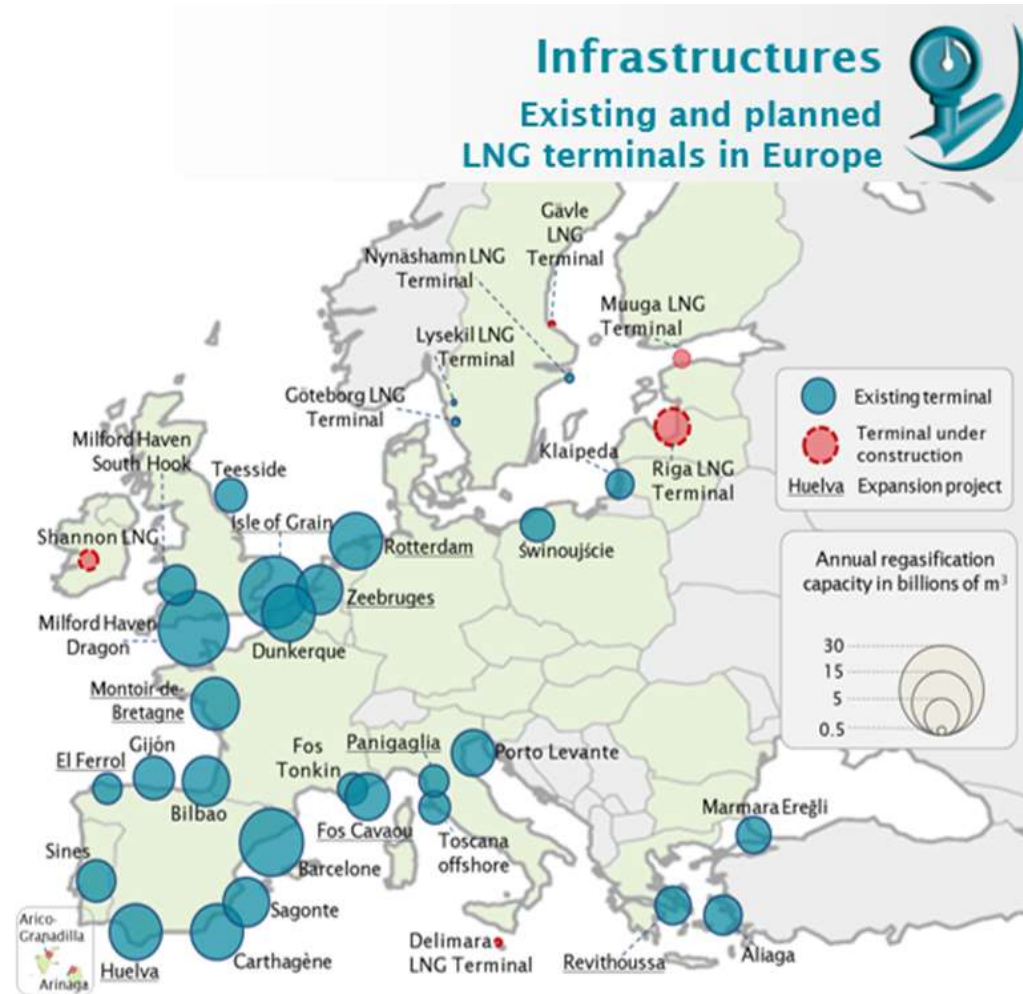 Infrastructures
Existing and planned
LNG terminals in Europe
Gävle
LNG
Terminal
Nynäshamn LNG
Terminal
Muuga LNG
Terminal
Lysekil LNG
Terminal
Göteborg LNG
Terminal
Existing terminal
Terminal under
construction
Huelva Expansion project
Milford Haven
South Hook
Teesside
Klaipeda
Riga LNG
Terminal
Isle of Grain
Shannon LNG
Rotterdam
Świnoujście
Annual regasification
capacity in billions of m³
30
15
5
0.5
Zeebruges
Milford Haven
Dragon
Dunkerque
Montoir-de-
Bretagne
Gijón
El Ferrol
Bilbao
Fos
Tonkin
Panigaglia
Porto Levante
Fos Cavaou
Toscana
offshore
Marmara Ereğli
Barcelone
Sines
Sagonte
Arico-
Granadilla
Arinaga
Huelva
Carthagène
Delimara
LNG Terminal
Revithoussa
Aliaga